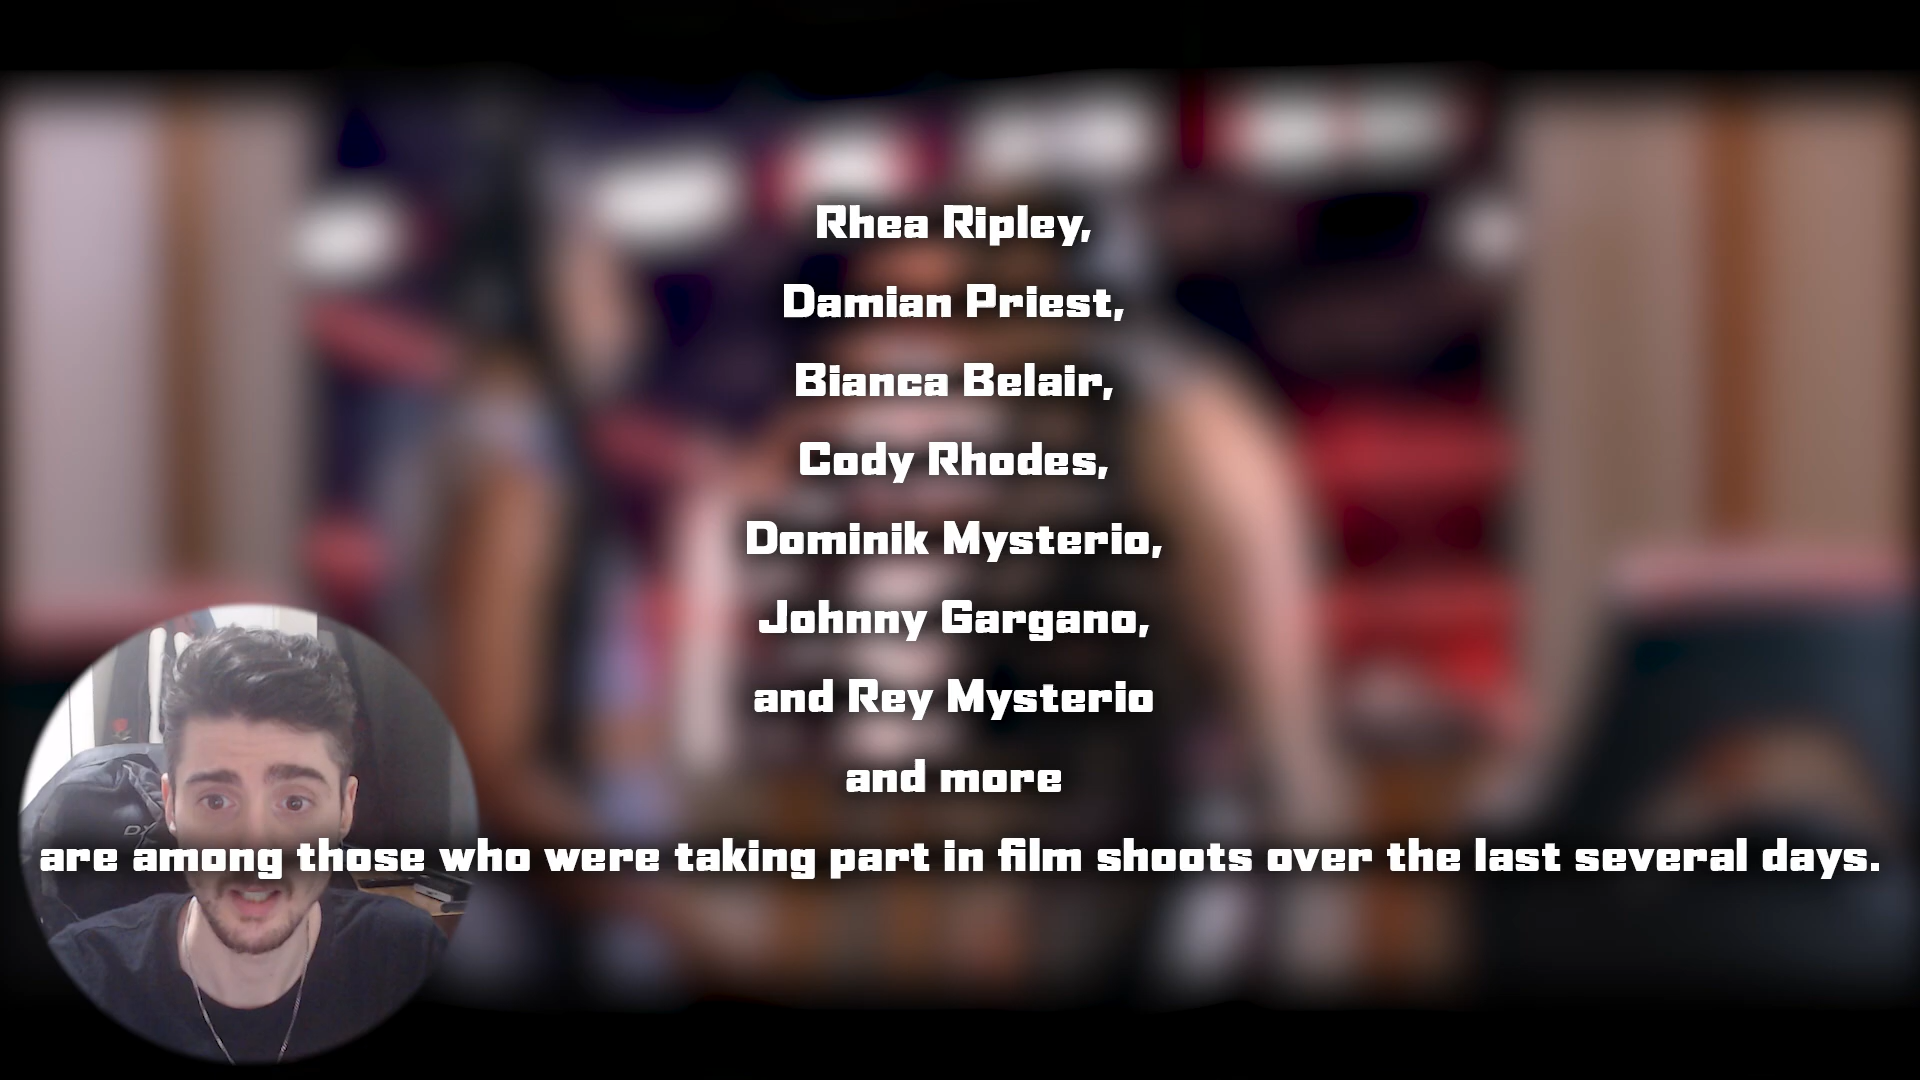 Rhea Ripley,
Damian Priest,
Bianca Belair,
Cody Rhodes,
Dominik Mysterio,
Johnny Gargano,
and Rey Mysterio
and more
are among those who were taking part in film shoots over the last several days.